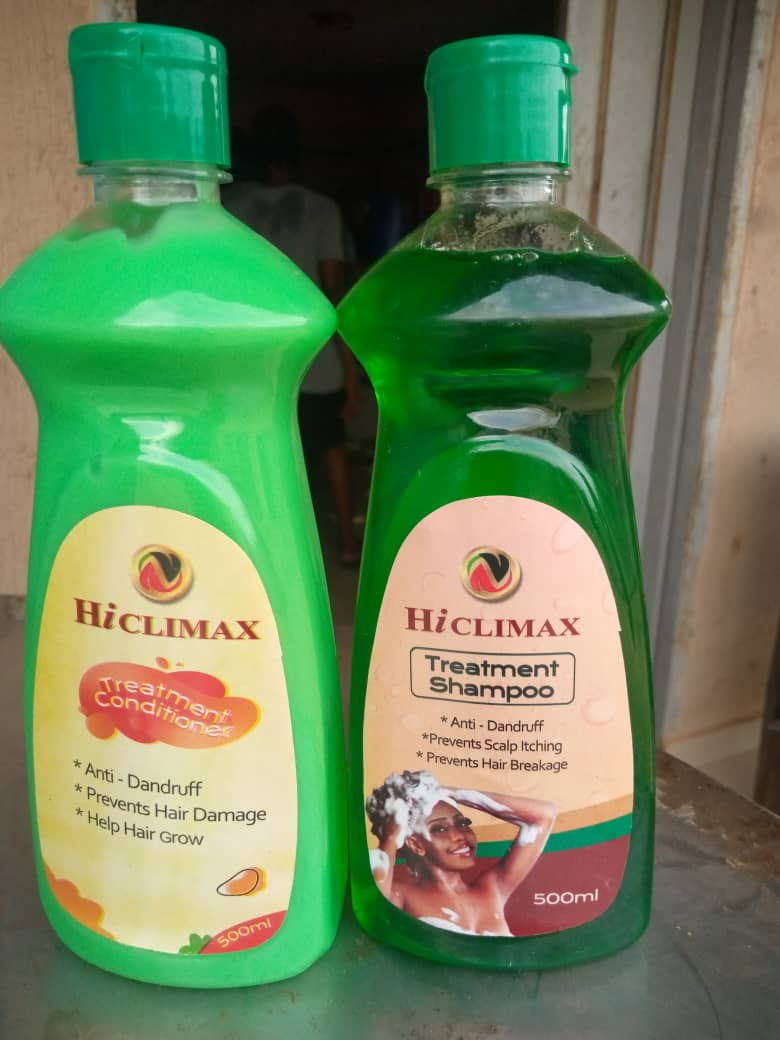 HiCLIMAX
Treatment
Conditioner
* Anti - Dandruff
* Prevents Hair Damage
* Help Hair Grow
500ml
HiCLIMAX
Treatment
Shampoo
* Anti - Dandruff
*Prevents Scalp Itching
* Prevents Hair Breakage
500ml